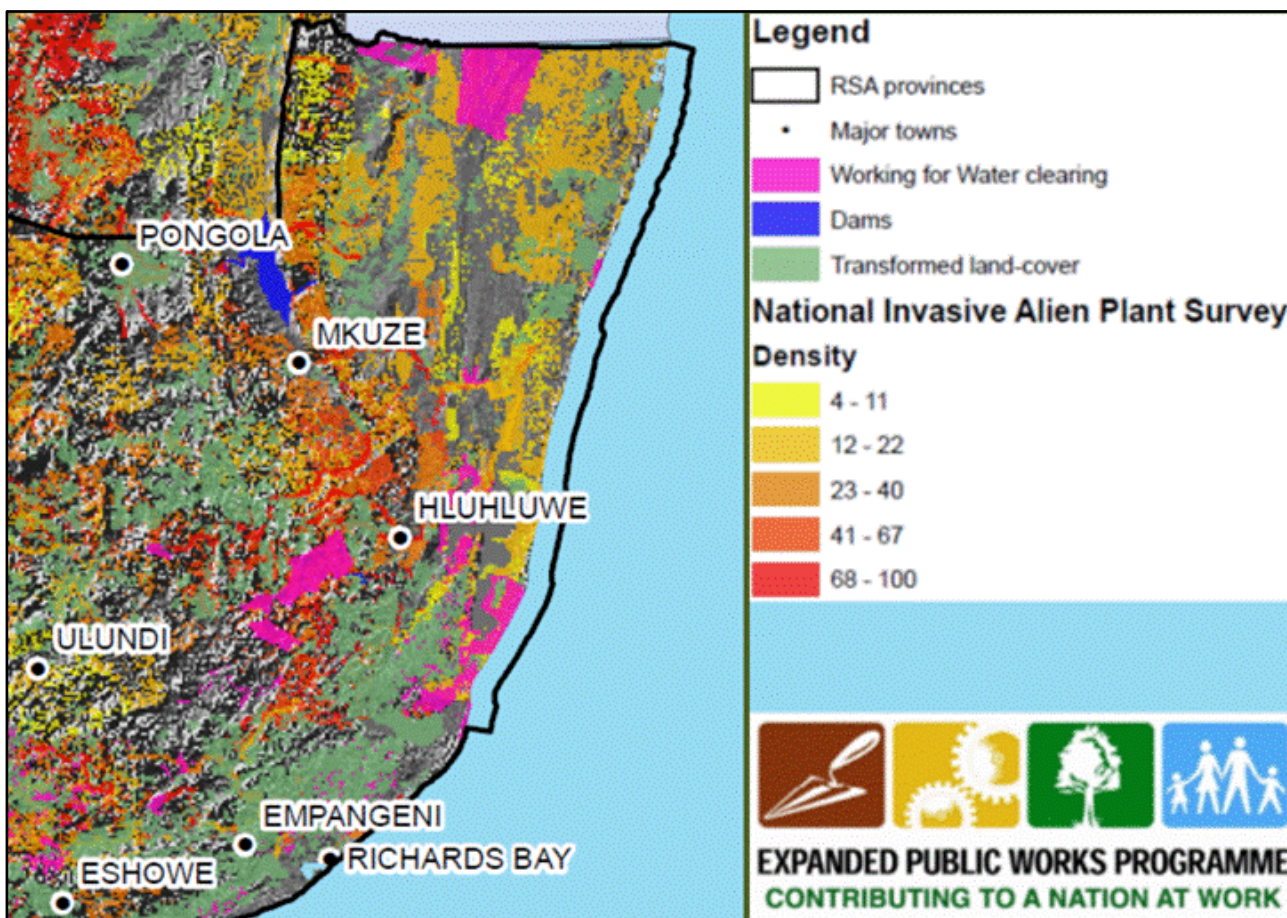 PONGOLA
MKUZE
HLUHLUWE
ULUNDI
EMPANGENI
RICHARDS BAY
ESHOWE
Legend
RSA provinces
Major towns
Working for Water clearing
Dams
Transformed land-cover
National Invasive Alien Plant Survey
Density
4 - 11
12 - 22
23 - 40
41 - 67
68 - 100
EXPANDED PUBLIC WORKS PROGRAMME
CONTRIBUTING TO A NATION AT WORK